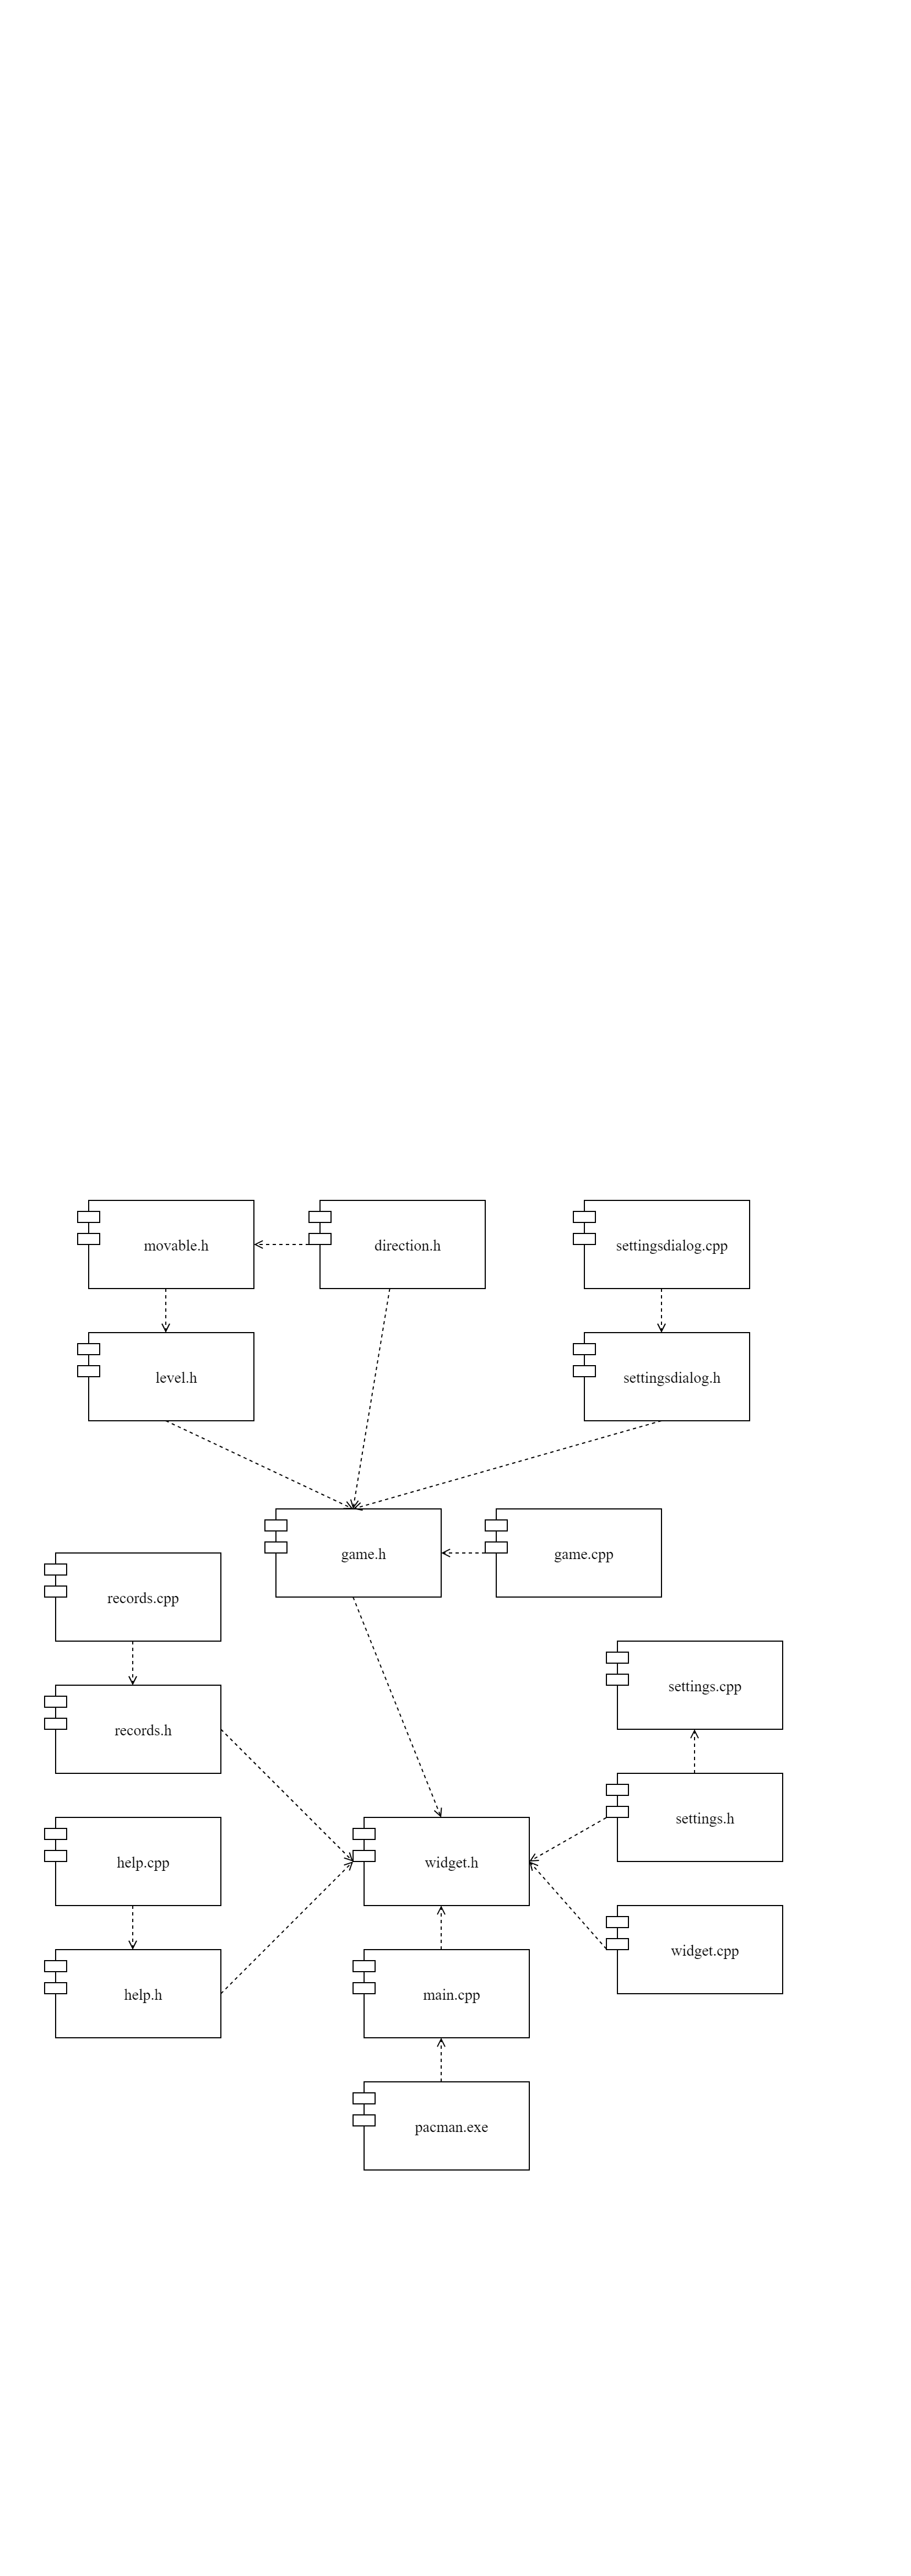 movable.h
direction.h
settingsdialog.cpp
level.h
settingsdialog.h
game.h
game.cpp
records.cpp
settings.cpp
records.h
settings.h
help.cpp
widget.h
widget.cpp
help.h
main.cpp
pacman.exe